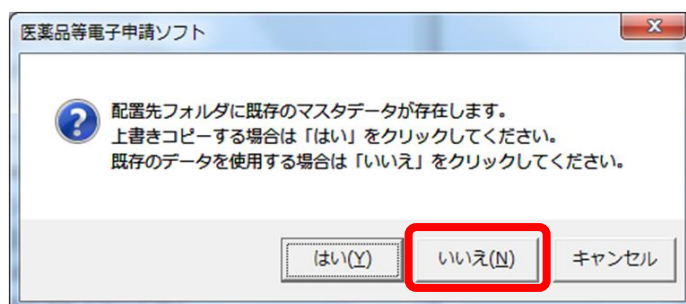 医薬品等電子申請ソフト
配置先フォルダに既存のマスタデータが存在します。
上書きコピーする場合は「はい」をクリックしてください。
既存のデータを使用する場合は「いいえ」をクリックしてください。
はい(Y) いいえ(N) キャンセル